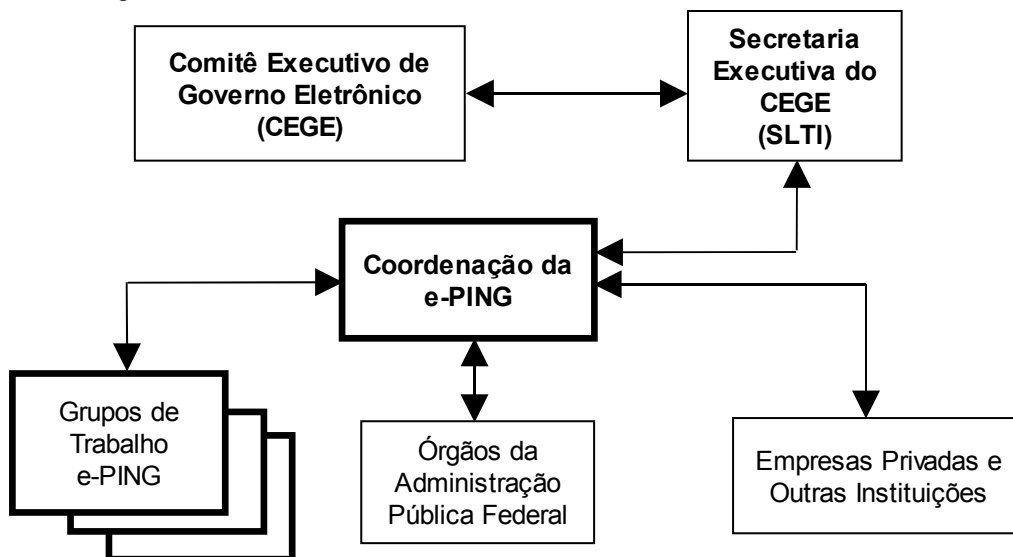 Comitê Executivo de
Governo Eletrônico
(CEGE)
Secretaria
Executiva do
CEGE
(SLTI)
Coordenação da
e-PING
Grupos de
Trabalho
e-PING
Órgãos da
Administração
Pública Federal
Empresas Privadas e
Outras Instituições